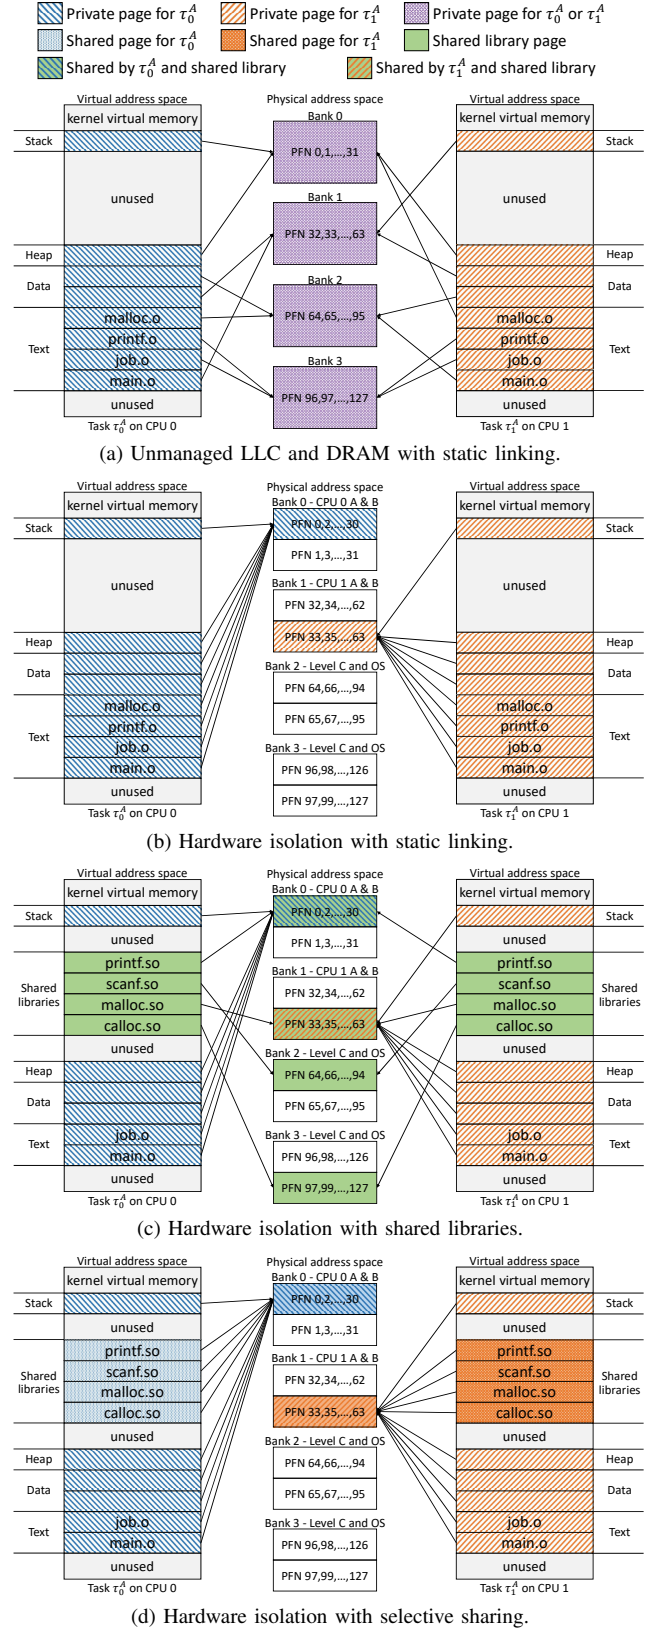 Private page for τ₀ᴬ
Private page for τ₁ᴬ
Private page for τ₀ᴬ or τ₁ᴬ
Shared page for τ₀ᴬ
Shared page for τ₁ᴬ
Shared library page
Shared by τ₀ᴬ and shared library
Shared by τ₁ᴬ and shared library
Virtual address space
kernel virtual memory
Stack
unused
Heap
Data
Text
malloc.o
printf.o
job.o
main.o
unused
Task τ₀ᴬ on CPU 0
Physical address space
Bank 0
PFN 0,1,...,31
Bank 1
PFN 32,33,...,63
Bank 2
PFN 64,65,...,95
Bank 3
PFN 96,97,...,127
Virtual address space
kernel virtual memory
Stack
unused
Heap
Data
Text
malloc.o
printf.o
job.o
main.o
unused
Task τ₁ᴬ on CPU 1
(a) Unmanaged LLC and DRAM with static linking.
Virtual address space
kernel virtual memory
Stack
unused
Heap
Data
Text
malloc.o
printf.o
job.o
main.o
unused
Task τ₀ᴬ on CPU 0
Physical address space
Bank 0 - CPU 0 A & B
PFN 0,2,...,30
PFN 1,3,...,31
Bank 1 - CPU 1 A & B
PFN 32,34,...,62
PFN 33,35,...,63
Bank 2 - Level C and OS
PFN 64,66,...,94
PFN 65,67,...,95
Bank 3 - Level C and OS
PFN 96,98,...,126
PFN 97,99,...,127
Virtual address space
kernel virtual memory
Stack
unused
Heap
Data
Text
malloc.o
printf.o
job.o
main.o
unused
Task τ₁ᴬ on CPU 1
(b) Hardware isolation with static linking.
Virtual address space
kernel virtual memory
Stack
unused
Shared libraries
printf.so
scanf.so
malloc.so
calloc.so
unused
Heap
Data
Text
job.o
main.o
unused
Task τ₀ᴬ on CPU 0
Physical address space
Bank 0 - CPU 0 A & B
PFN 0,2,...,30
PFN 1,3,...,31
Bank 1 - CPU 1 A & B
PFN 32,34,...,62
PFN 33,35,...,63
Bank 2 - Level C and OS
PFN 64,66,...,94
PFN 65,67,...,95
Bank 3 - Level C and OS
PFN 96,98,...,126
PFN 97,99,...,127
Virtual address space
kernel virtual memory
Stack
unused
Shared libraries
printf.so
scanf.so
malloc.so
calloc.so
unused
Heap
Data
Text
job.o
main.o
unused
Task τ₁ᴬ on CPU 1
(c) Hardware isolation with shared libraries.
Virtual address space
kernel virtual memory
Stack
unused
Shared libraries
printf.so
scanf.so
malloc.so
calloc.so
unused
Heap
Data
Text
job.o
main.o
unused
Task τ₀ᴬ on CPU 0
Physical address space
Bank 0 - CPU 0 A & B
PFN 0,2,...,30
PFN 1,3,...,31
Bank 1 - CPU 1 A & B
PFN 32,34,...,62
PFN 33,35,...,63
Bank 2 - Level C and OS
PFN 64,66,...,94
PFN 65,67,...,95
Bank 3 - Level C and OS
PFN 96,98,...,126
PFN 97,99,...,127
Virtual address space
kernel virtual memory
Stack
unused
Shared libraries
printf.so
scanf.so
malloc.so
calloc.so
unused
Heap
Data
Text
job.o
main.o
unused
Task τ₁ᴬ on CPU 1
(d) Hardware isolation with selective sharing.